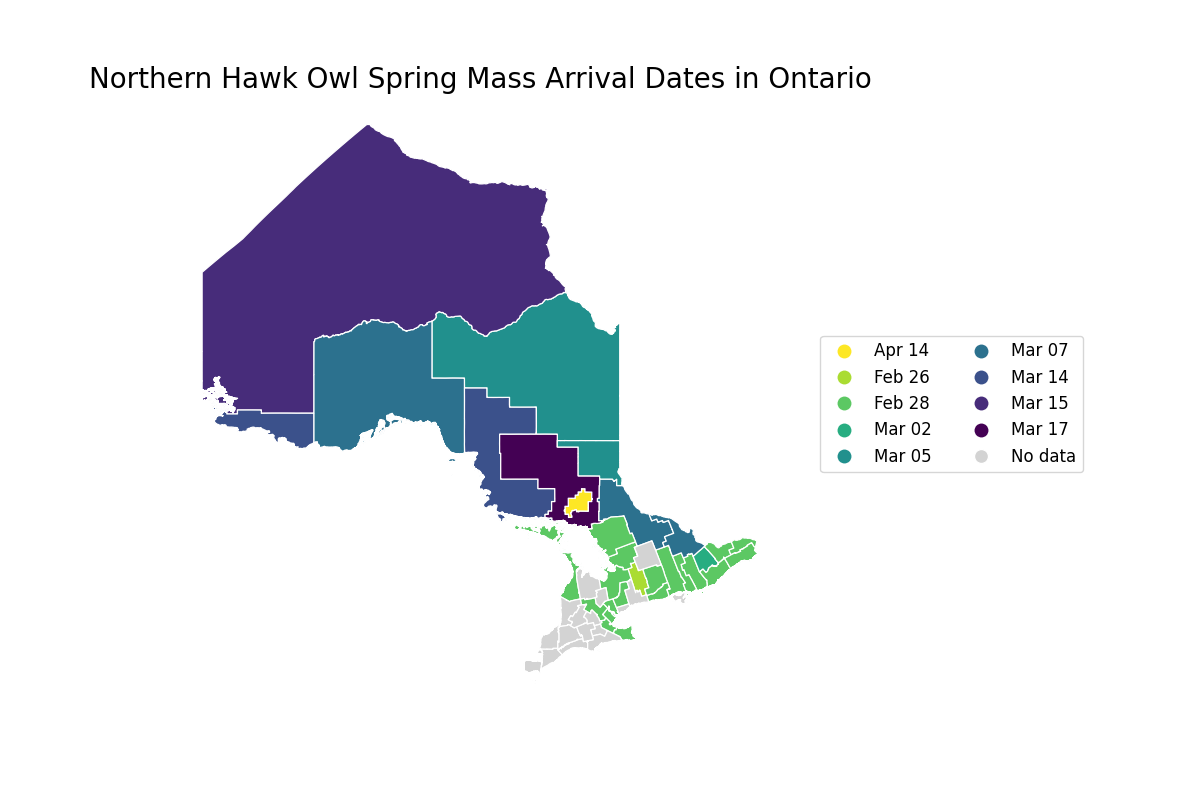 Northern Hawk Owl Spring Mass Arrival Dates in Ontario
Apr 14
Feb 26
Feb 28
Mar 02
Mar 05
Mar 07
Mar 14
Mar 15
Mar 17
No data